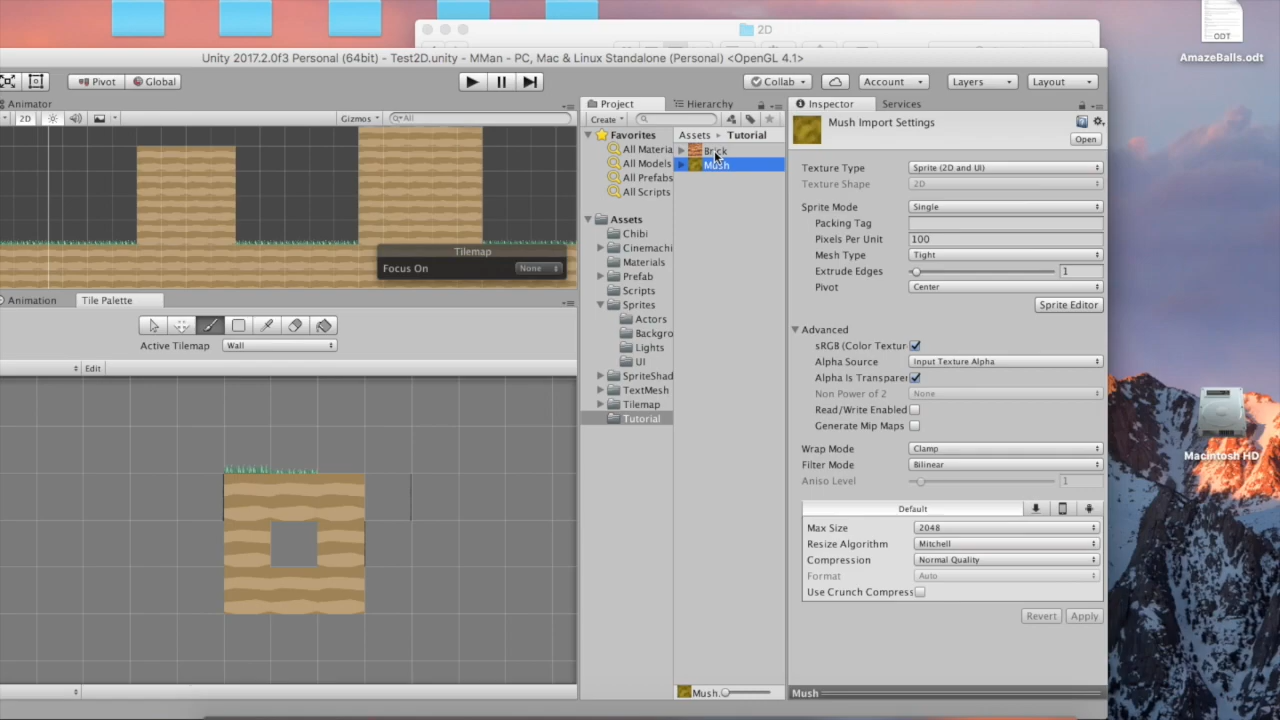 2D
ODT
AmazeBalls.odt
Unity 2017.2.0f3 Personal (64bit) - Test2D.unity - MMan - PC, Mac & Linux Standalone (Personal) <OpenGL 4.1>
Pivot
Global
Collab
Account
Layers
Layout
Animator
2D
Gizmos
All
Tilemap
Focus On
None
Animation
Tile Palette
Active Tilemap
Wall
Edit
Project
Hierarchy
Create
Favorites
All Materia
All Models
All Prefabs
All Scripts
Assets
Chibi
Cinemachi
Materials
Prefab
Scripts
Sprites
Actors
Backgro
Lights
UI
SpriteShad
TextMesh
Tilemap
Tutorial
Assets
Tutorial
Brick
Mush
Mush.
Inspector
Services
Mush Import Settings
Open
Texture Type
Sprite (2D and UI)
Texture Shape
2D
Sprite Mode
Single
Packing Tag
Pixels Per Unit
100
Mesh Type
Tight
Extrude Edges
1
Pivot
Center
Sprite Editor
Advanced
sRGB (Color Textur
Alpha Source
Input Texture Alpha
Alpha Is Transparer
Non Power of 2
None
Read/Write Enabled
Generate Mip Maps
Wrap Mode
Clamp
Filter Mode
Bilinear
Aniso Level
1
Default
Max Size
2048
Resize Algorithm
Mitchell
Compression
Normal Quality
Format
Auto
Use Crunch Compress
Revert
Apply
Mush
Macintosh HD